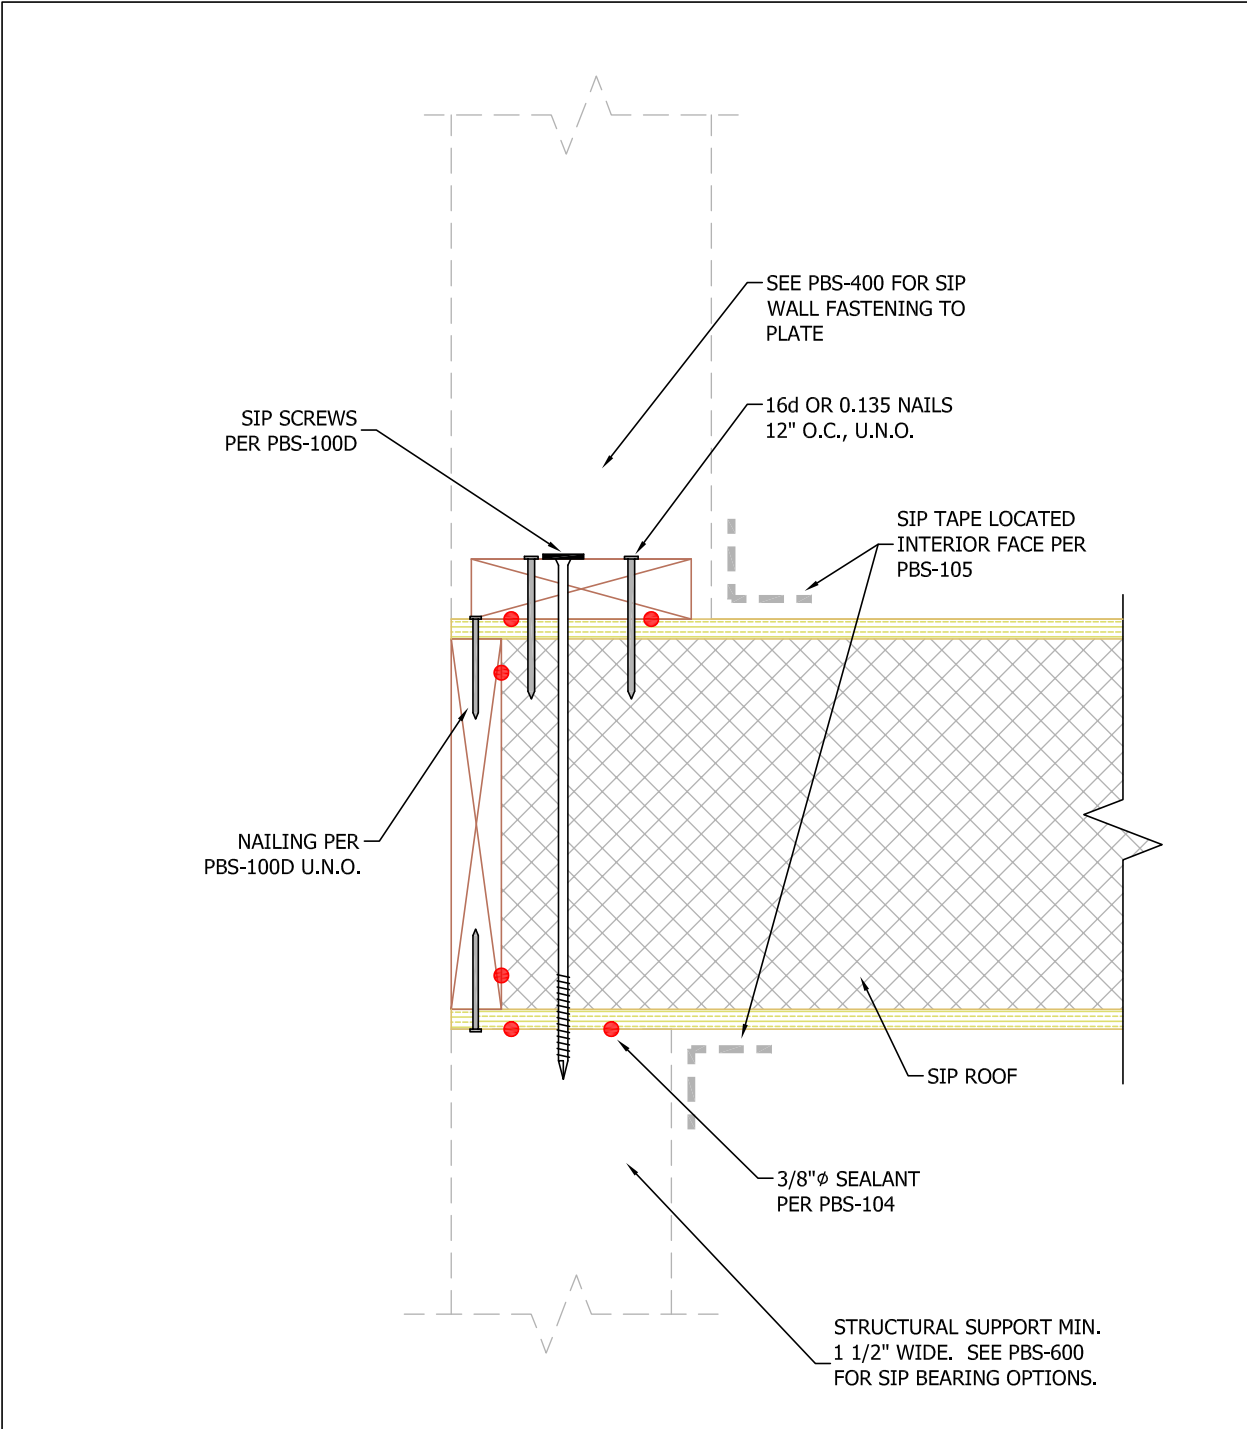 SEE PBS-400 FOR SIP
WALL FASTENING TO
PLATE
16d OR 0.135 NAILS
12" O.C., U.N.O.
SIP SCREWS
PER PBS-100D
SIP TAPE LOCATED
INTERIOR FACE PER
PBS-105
NAILING PER
PBS-100D U.N.O.
SIP ROOF
3/8"ϕ SEALANT
PER PBS-104
STRUCTURAL SUPPORT MIN.
1 1/2" WIDE. SEE PBS-600
FOR SIP BEARING OPTIONS.